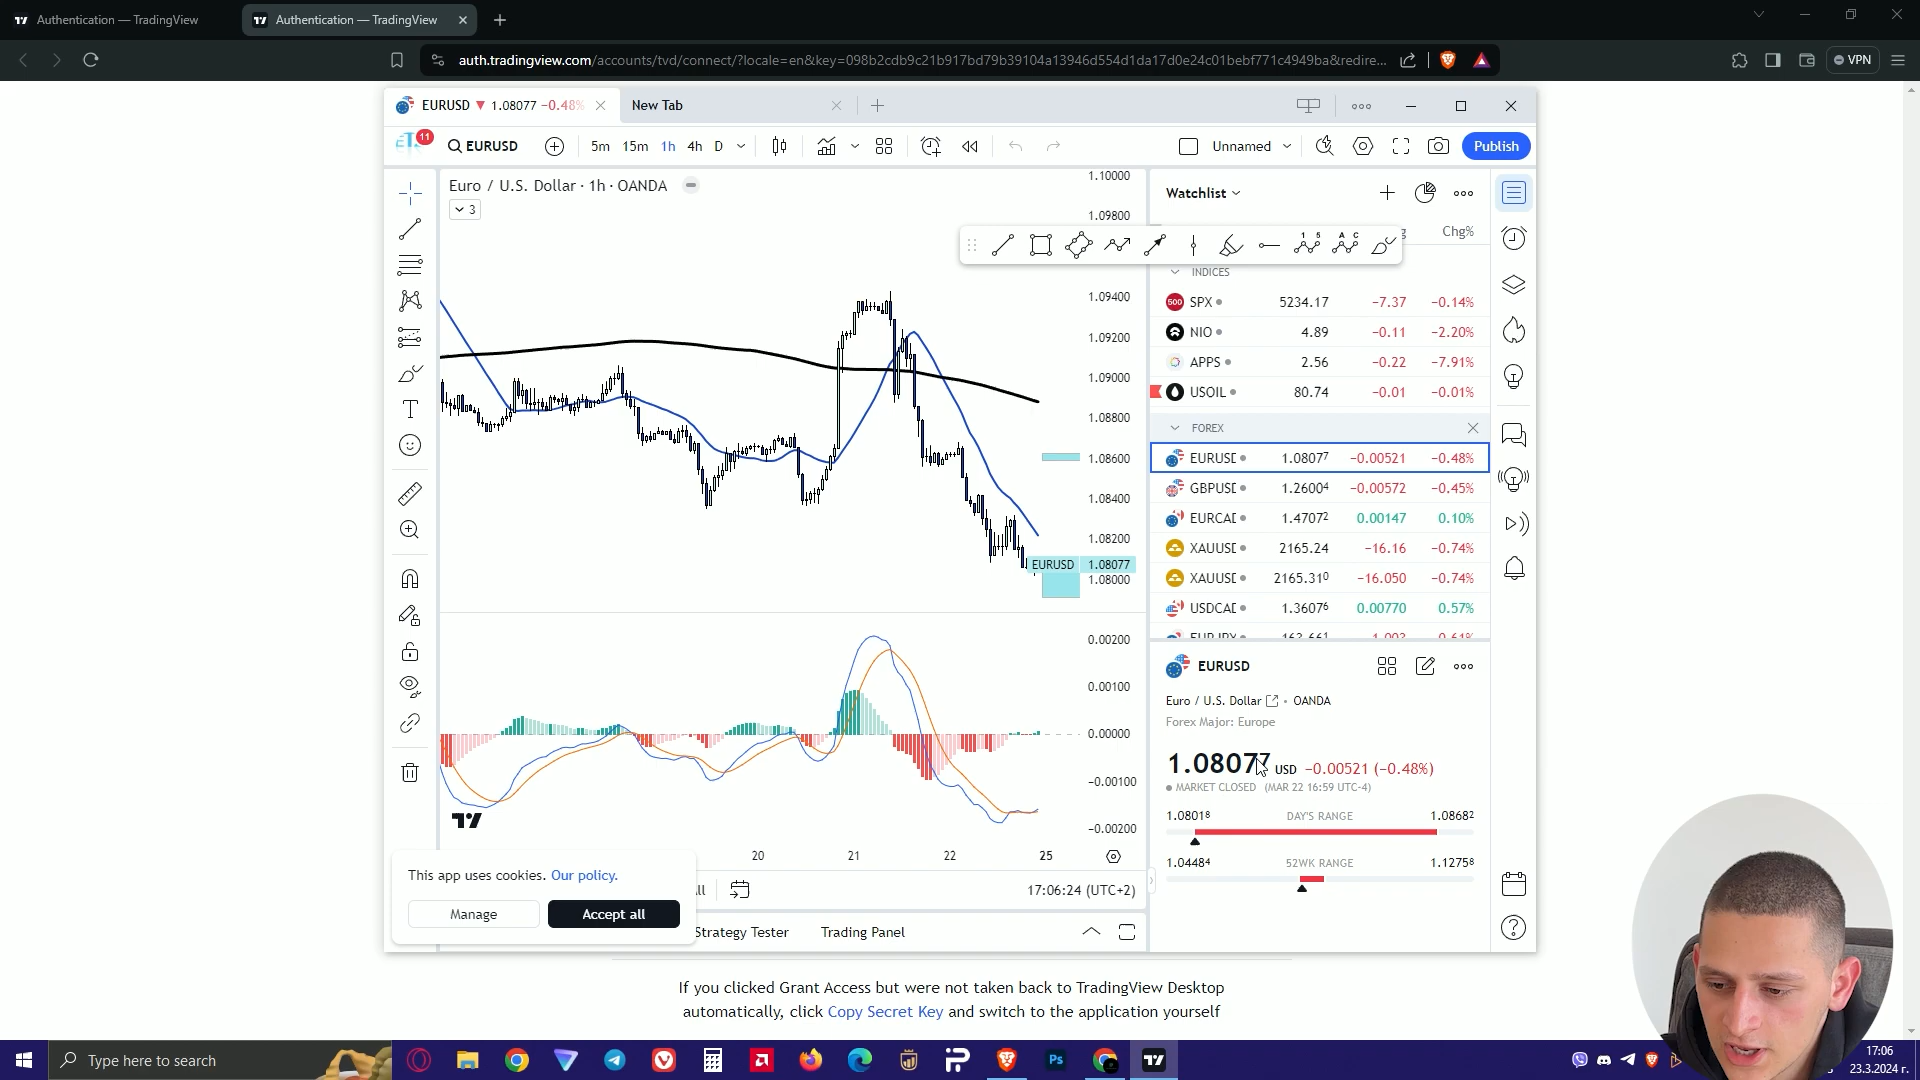 Authentication — TradingView
Authentication — TradingView
auth.tradingview.com/accounts/tvd/connect/?locale=en&key=098b2cdb9c21b917bd79b39104a13946d554d1da17d0e24c01bebf771c4949ba&redire...
VPN
EURUSD 1.08077 −0.48%
New Tab
11
EURUSD
5m 15m 1h 4h D
Unnamed
Publish
Euro / U.S. Dollar · 1h · OANDA
3
1.10000
1.09800
1.09400
1.09200
1.09000
1.08800
1.08600
1.08400
1.08200
EURUSD 1.08077
1.08000
0.00200
0.00100
0.00000
−0.00100
−0.00200
20 21 22 25
17:06:24 (UTC+2)
Strategy Tester
Trading Panel
This app uses cookies. Our policy.
Manage
Accept all
Watchlist
Chg%
INDICES
SPX 5234.17 −7.37 −0.14%
NIO 4.89 −0.11 −2.20%
APPS 2.56 −0.22 −7.91%
USOIL 80.74 −0.01 −0.01%
FOREX
EURUSD 1.08077 −0.00521 −0.48%
GBPUSD 1.26004 −0.00572 −0.45%
EURCAD 1.47072 0.00147 0.10%
XAUUSD 2165.24 −16.16 −0.74%
XAUUSD 2165.310 −16.050 −0.74%
USDCAD 1.36076 0.00770 0.57%
EURJPY 163.661 −1.003 −0.61%
EURUSD
Euro / U.S. Dollar • OANDA
Forex Major: Europe
1.08077 USD −0.00521 (−0.48%)
MARKET CLOSED (MAR 22 16:59 UTC-4)
1.08018 DAY'S RANGE 1.08682
1.04484 52WK RANGE 1.12758
If you clicked Grant Access but were not taken back to TradingView Desktop
automatically, click Copy Secret Key and switch to the application yourself
Type here to search
Ps
17:06
23.3.2024 г.